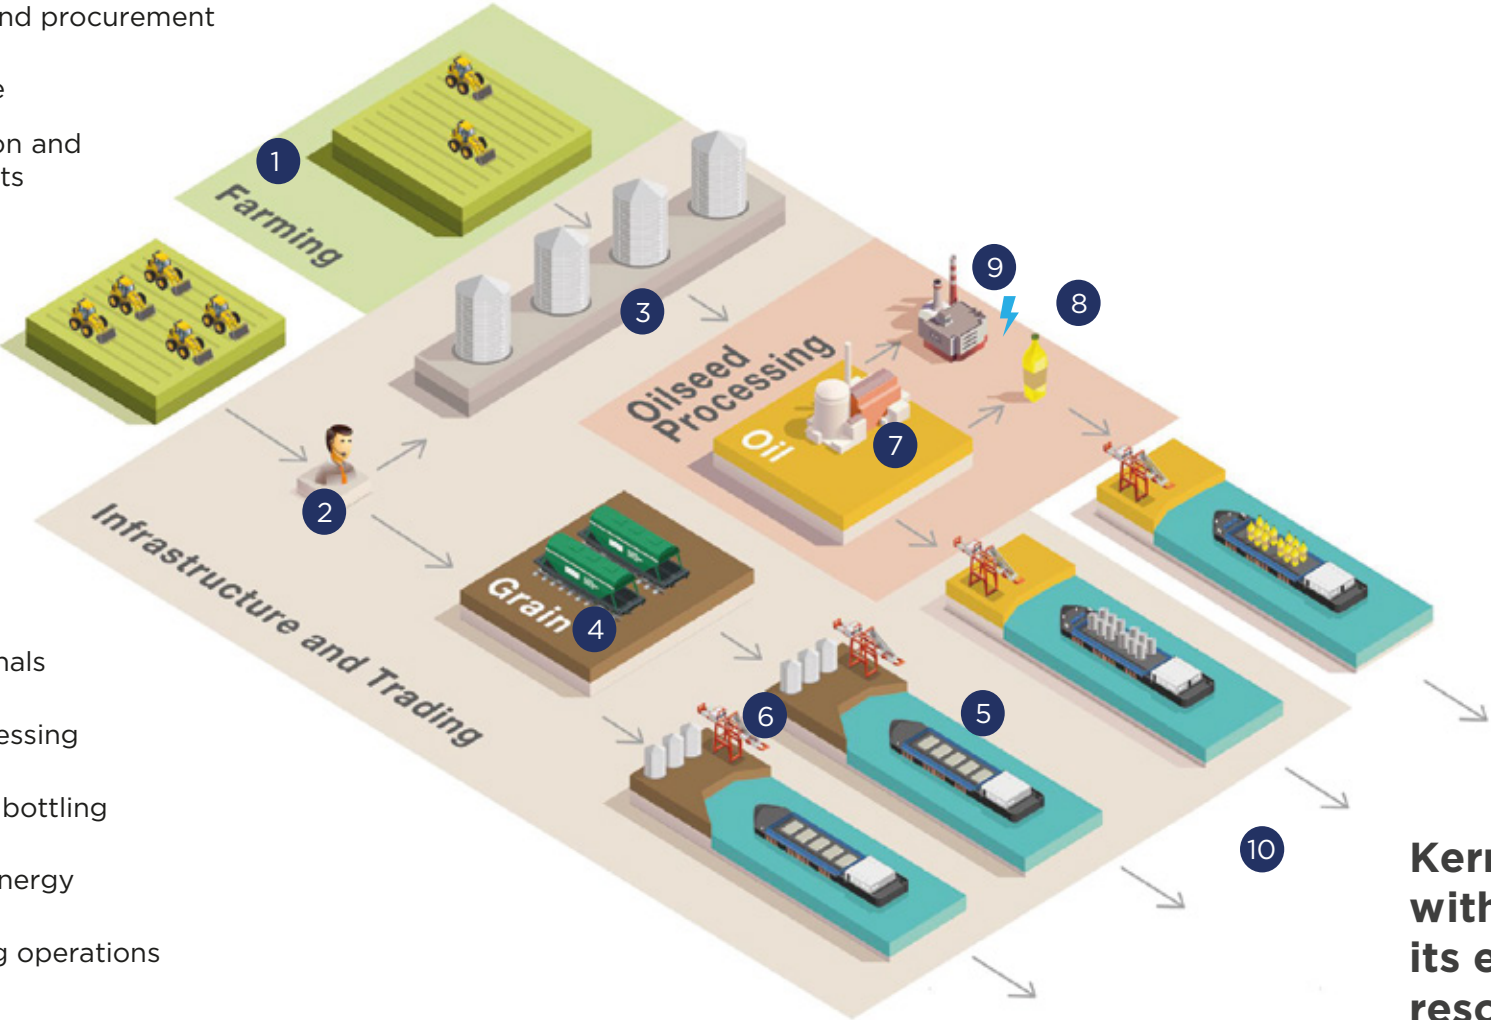 nd procurement
e
on and
ts
nals
essing
bottling
nergy
g operations
1
Farming
2
3
Infrastructure and Trading
Grain
4
5
6
Oilseed
Processing
Oil
7
8
9
10
Kern
with
its e
reso